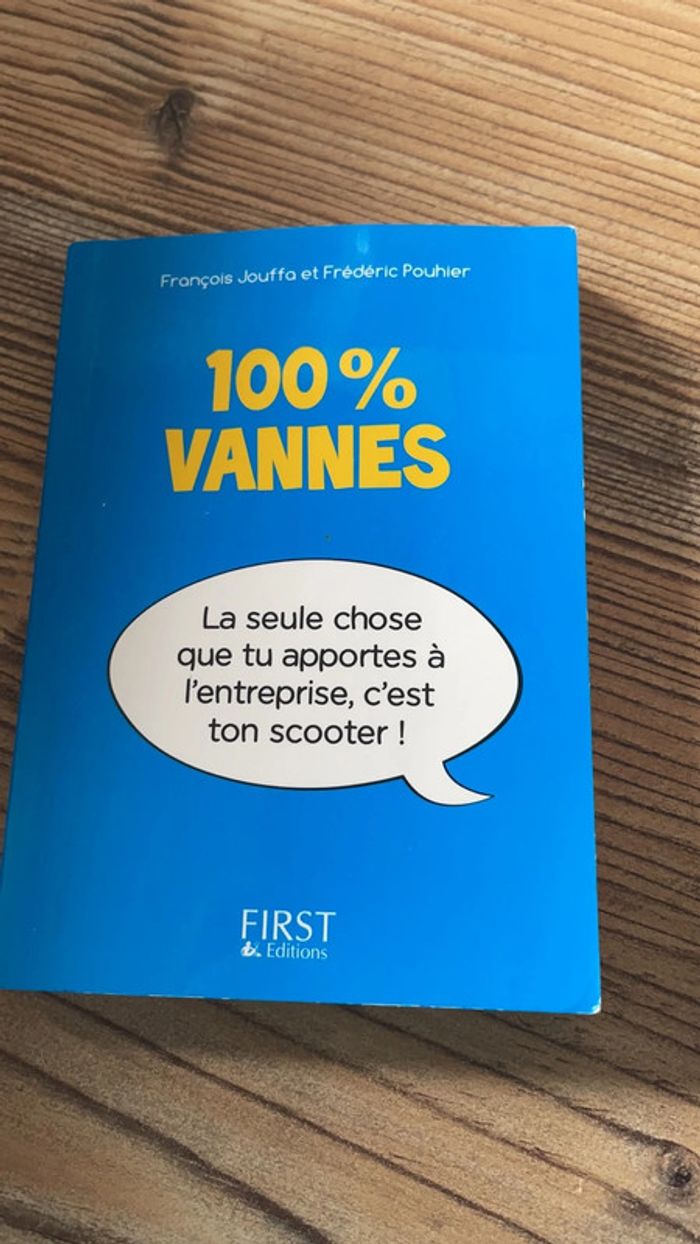 François Jouffa et Frédéric Pouhier
100 %
VANNES
La seule chose
que tu apportes à
l'entreprise, c'est
ton scooter !
FIRST
Editions